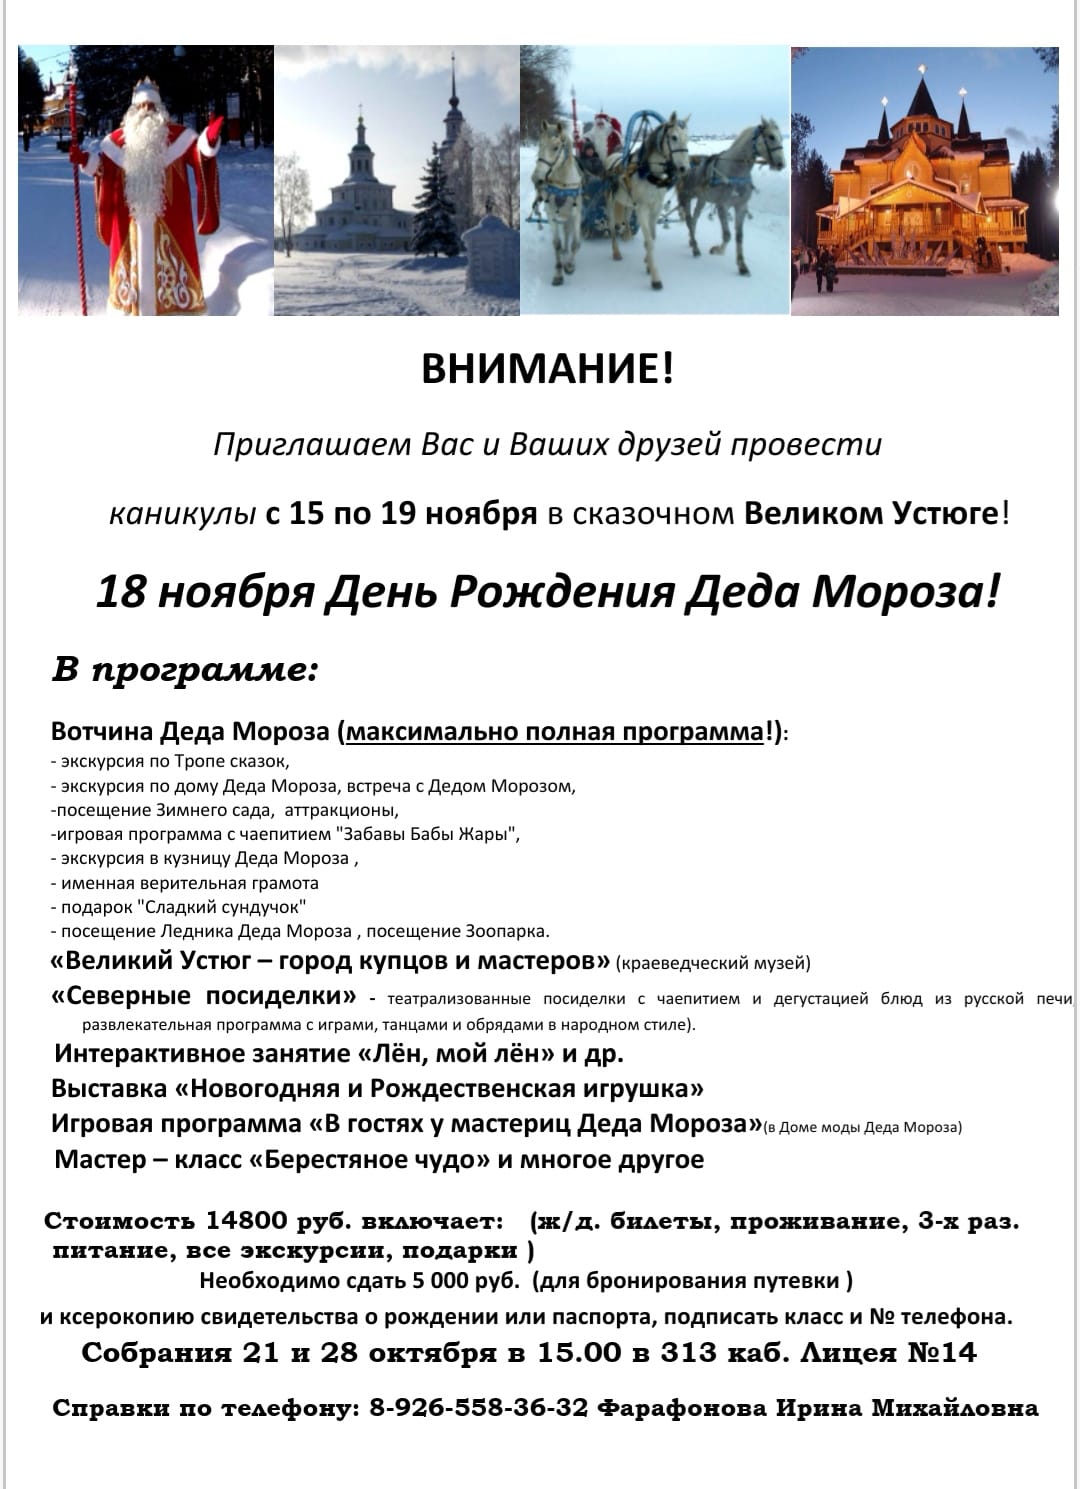 ВНИМАНИЕ!
Приглашаем Вас и Ваших друзей провести
каникулы с 15 по 19 ноября в сказочном Великом Устюге!
18 ноября День Рождения Деда Мороза!
В программе:
Вотчина Деда Мороза (максимально полная программа!):
- экскурсия по Тропе сказок,
- экскурсия по дому Деда Мороза, встреча с Дедом Морозом,
-посещение Зимнего сада,  аттракционы,
-игровая программа с чаепитием "Забавы Бабы Жары",
- экскурсия в кузницу Деда Мороза ,
- именная верительная грамота
- подарок "Сладкий сундучок"
- посещение Ледника Деда Мороза , посещение Зоопарка.
«Великий Устюг – город купцов и мастеров» (краеведческий музей)
«Северные посиделки» - театрализованные посиделки с чаепитием и дегустацией блюд из русской печи,
развлекательная программа с играми, танцами и обрядами в народном стиле).
Интерактивное занятие «Лён, мой лён» и др.
Выставка «Новогодняя и Рождественская игрушка»
Игровая программа «В гостях у мастериц Деда Мороза»(в Доме моды Деда Мороза)
Мастер – класс «Берестяное чудо» и многое другое
Стоимость 14800 руб. включает:   (ж/д. билеты, проживание, 3-х раз.
питание, все экскурсии, подарки )
Необходимо сдать 5 000 руб.  (для бронирования путевки )
и ксерокопию свидетельства о рождении или паспорта, подписать класс и № телефона.
Собрания 21 и 28 октября в 15.00 в 313 каб. Лицея №14
Справки по телефону: 8-926-558-36-32 Фарафонова Ирина Михайловна